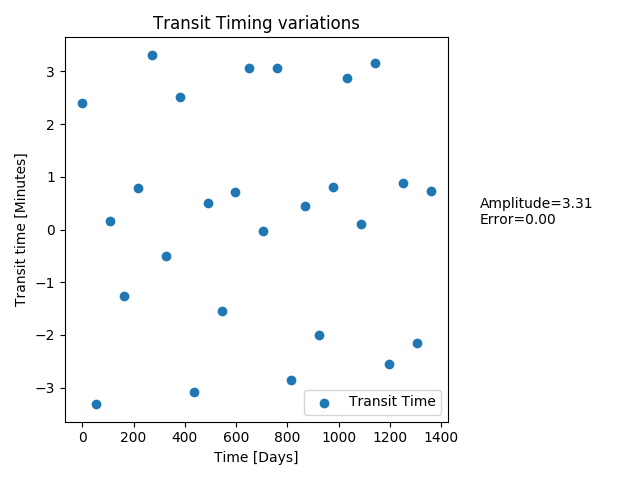 Transit Timing variations
Transit time [Minutes]
3
2
1
0
−1
−2
−3
Amplitude=3.31
Error=0.00
Transit Time
0 200 400 600 800 1000 1200 1400
Time [Days]